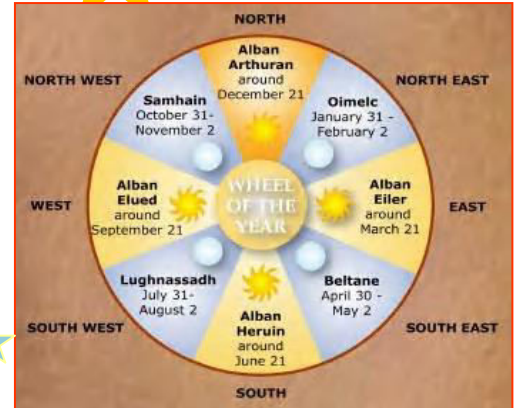 NORTH
Alban
Arthuran
around
December 21
NORTH WEST
NORTH EAST
Samhain
October 31-
November 2
Oimelc
January 31 -
February 2
WEST
Alban
Elued
around
September 21
WHEEL
OF THE
YEAR
Alban
Eiler
around
March 21
EAST
Lughnassadh
July 31-
August 2
Beltane
April 30 -
May 2
SOUTH WEST
Alban
Heruin
around
June 21
SOUTH EAST
SOUTH